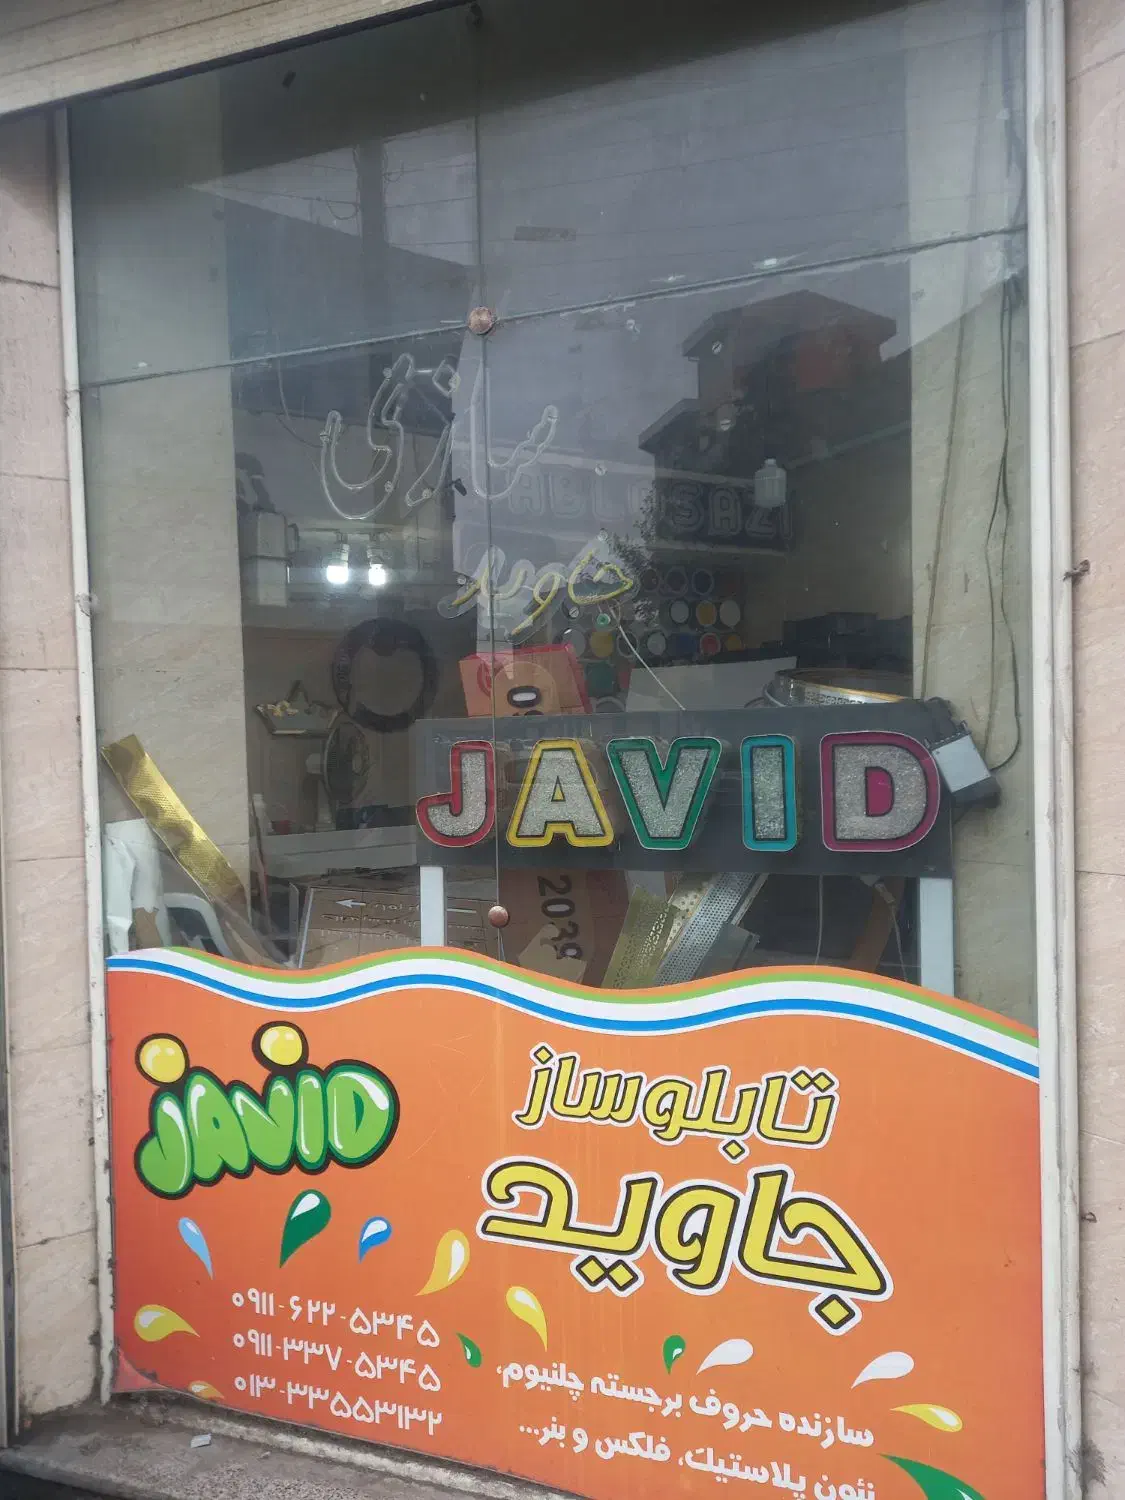 سازی
TABLOSAZI
جاوید
JAVID
2039
JAVID
تابلوساز
جاوید
۰۹۱۱-۶۲۲-۵۳۴۵
۰۹۱۱-۳۳۷-۵۳۴۵
۰۱۳-۳۳۵۵۳۱۳۲
سازنده حروف برجسته چلنیوم،
نئون پلاستیک، فلکس و بنر...